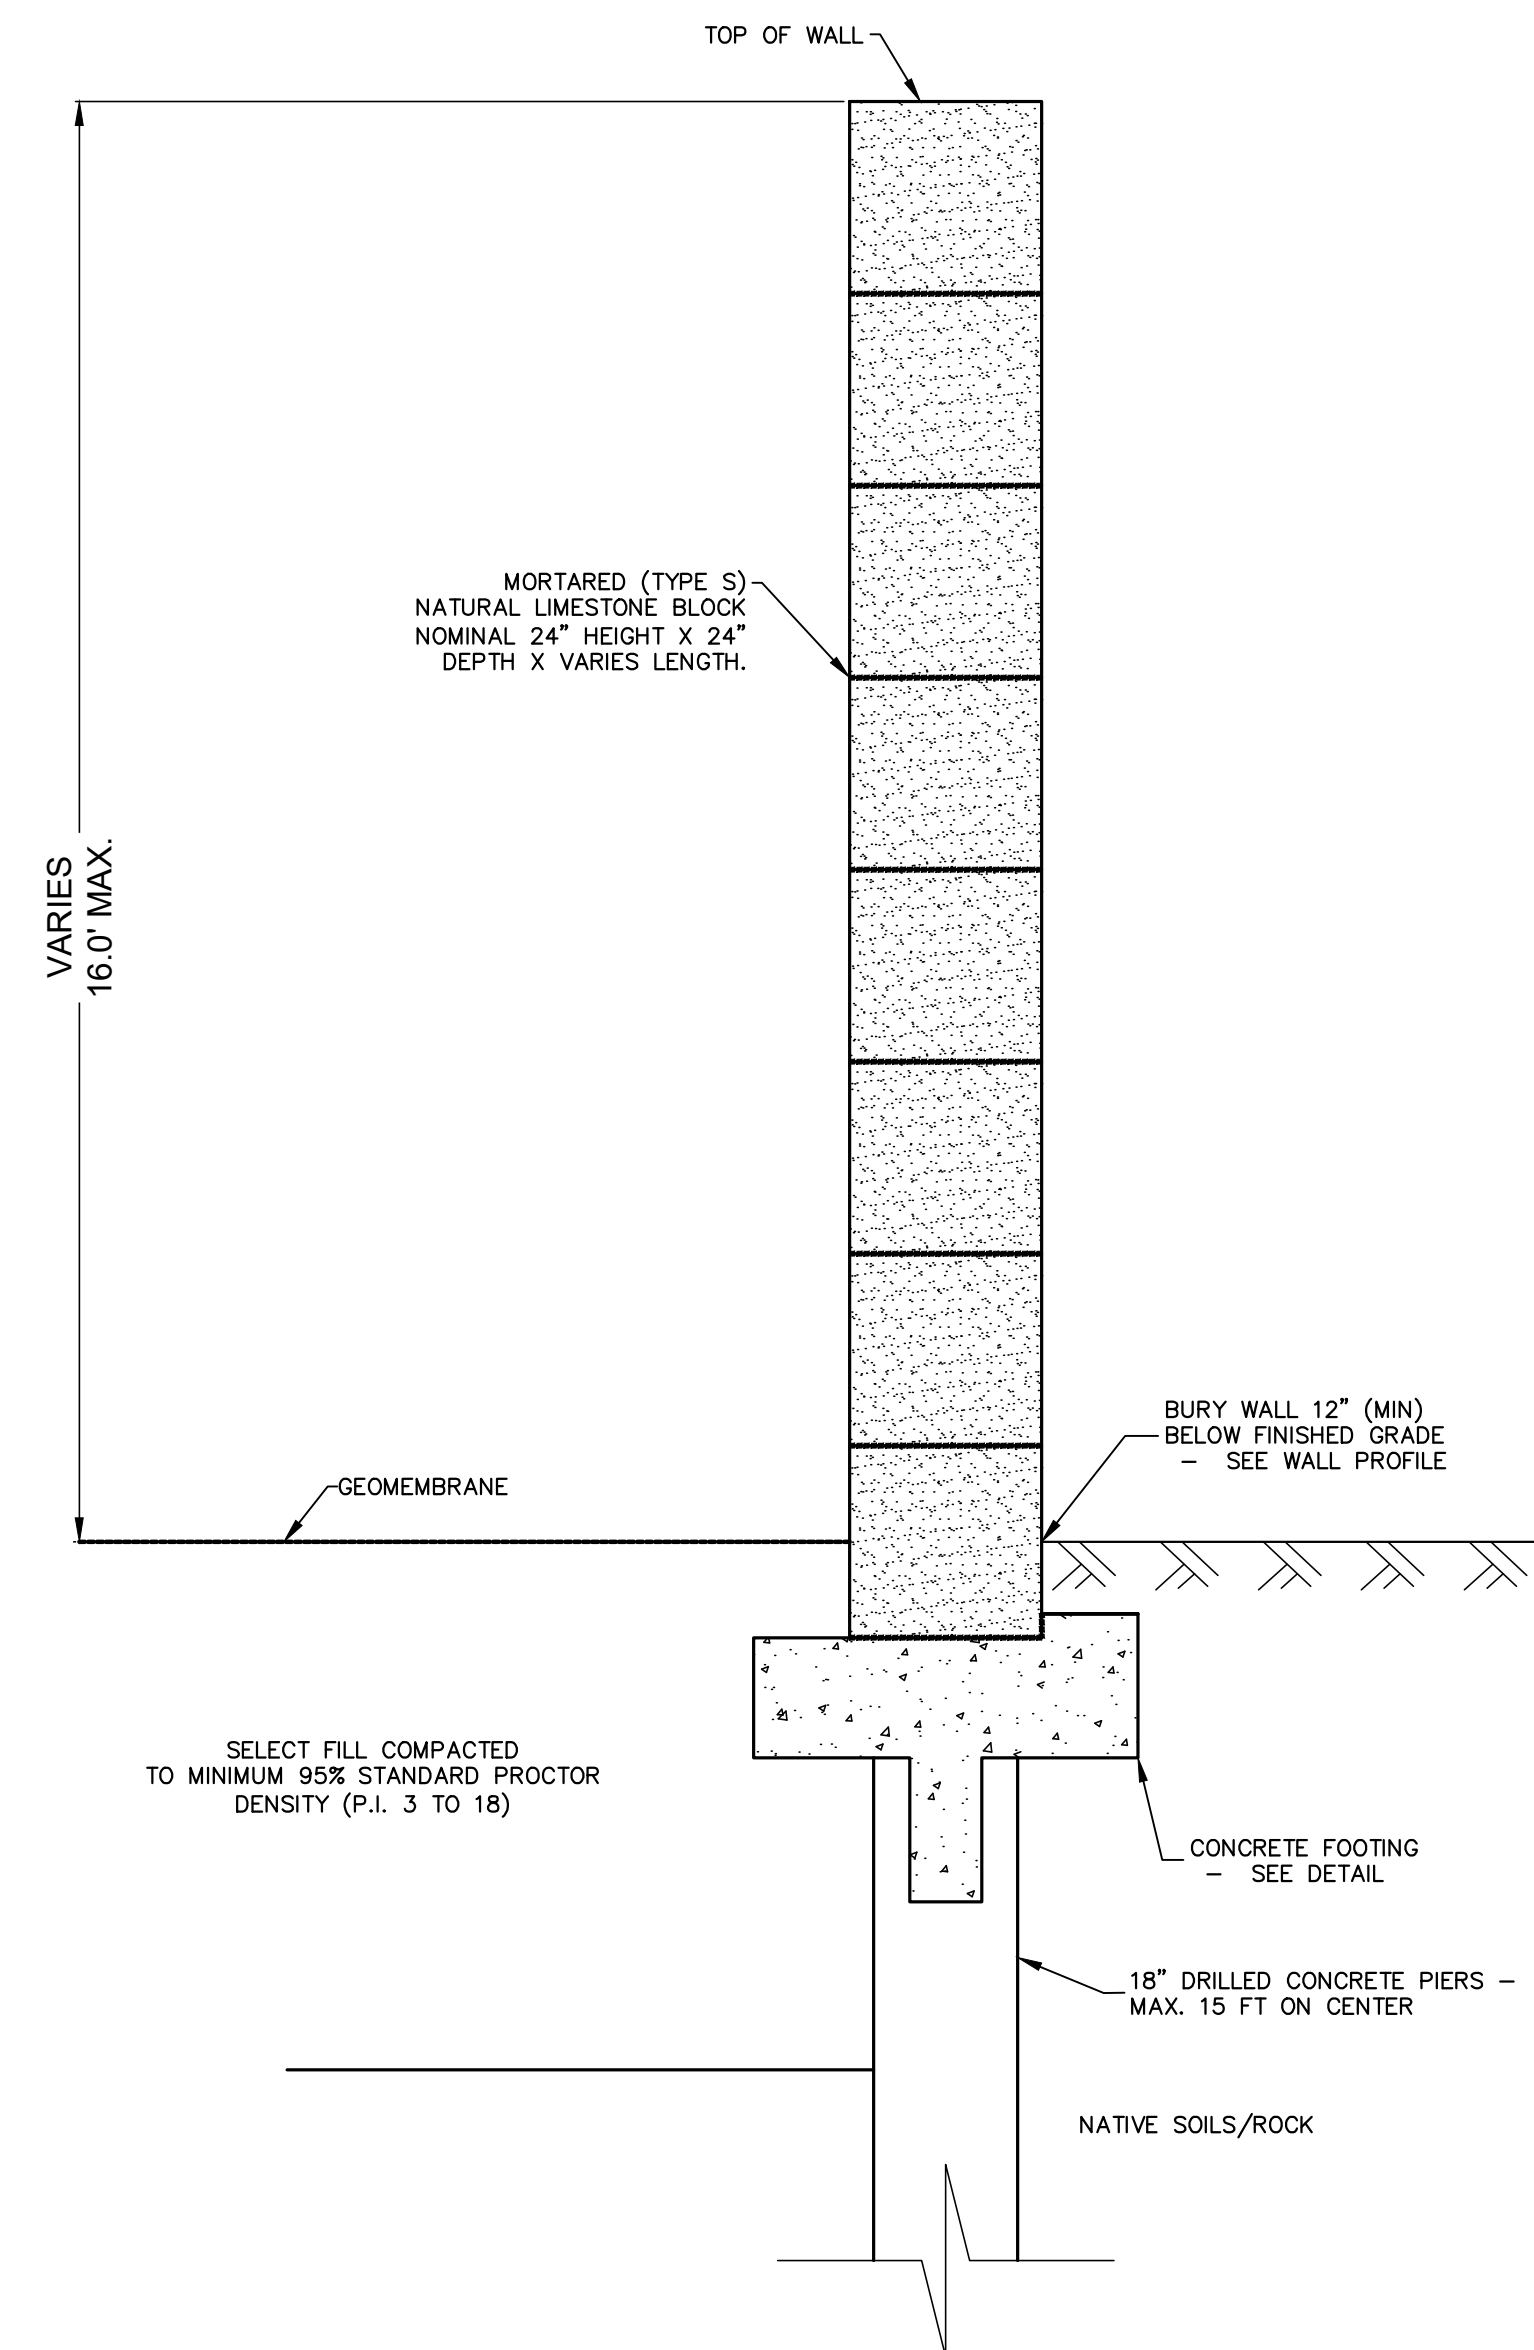 TOP OF WALL
MORTARED (TYPE S)
NATURAL LIMESTONE BLOCK
NOMINAL 24" HEIGHT X 24"
DEPTH X VARIES LENGTH.
VARIES
16.0' MAX.
BURY WALL 12" (MIN)
BELOW FINISHED GRADE
- SEE WALL PROFILE
GEOMEMBRANE
SELECT FILL COMPACTED
TO MINIMUM 95% STANDARD PROCTOR
DENSITY (P.I. 3 TO 18)
CONCRETE FOOTING
- SEE DETAIL
18" DRILLED CONCRETE PIERS -
MAX. 15 FT ON CENTER
NATIVE SOILS/ROCK